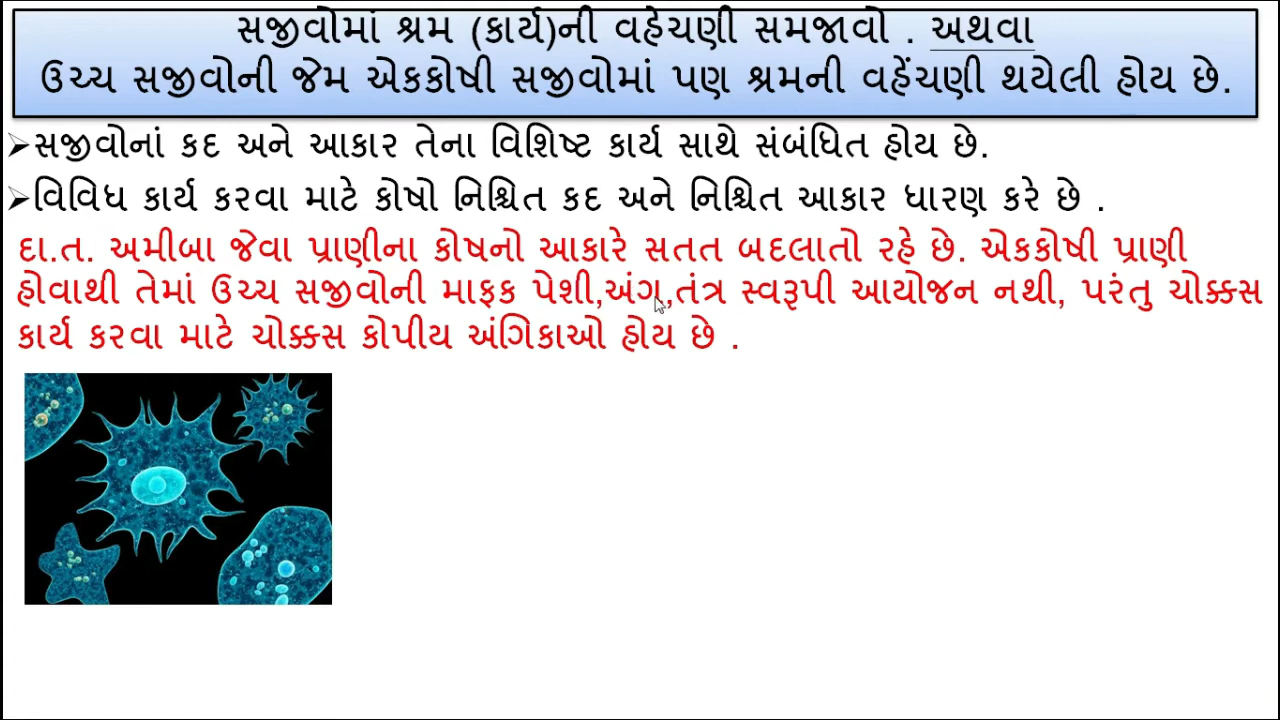 સજીવોમાં શ્રમ (કાર્ય)ની વહેચણી સમજાવો . અથવા
ઉચ્ચ સજીવોની જેમ એકકોષી સજીવોમાં પણ શ્રમની વહેંચણી થયેલી હોય છે.
➢સજીવોનાં કદ અને આકાર તેના વિશિષ્ટ કાર્ય સાથે સંબંધિત હોય છે.
➢વિવિધ કાર્ય કરવા માટે કોષો નિશ્ચિત કદ અને નિશ્ચિત આકાર ધારણ કરે છે .
દા.ત. અમીબા જેવા પ્રાણીના કોષનો આકારે સતત બદલાતો રહે છે. એકકોષી પ્રાણી
હોવાથી તેમાં ઉચ્ચ સજીવોની માફક પેશી,અંગ,તંત્ર સ્વરૂપી આયોજન નથી, પરંતુ ચોક્ક્સ
કાર્ય કરવા માટે ચોક્ક્સ કોપીય અંગિકાઓ હોય છે .